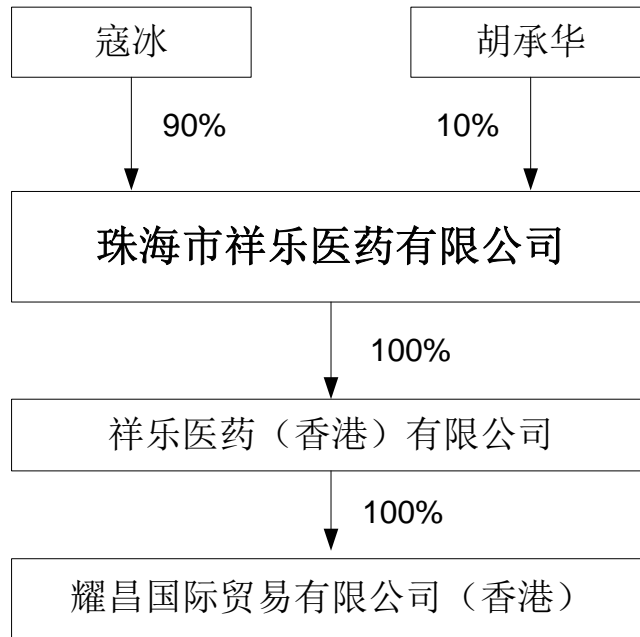 寇冰
胡承华
90%
10%
珠海市祥乐医药有限公司
100%
祥乐医药（香港）有限公司
100%
耀昌国际贸易有限公司（香港）